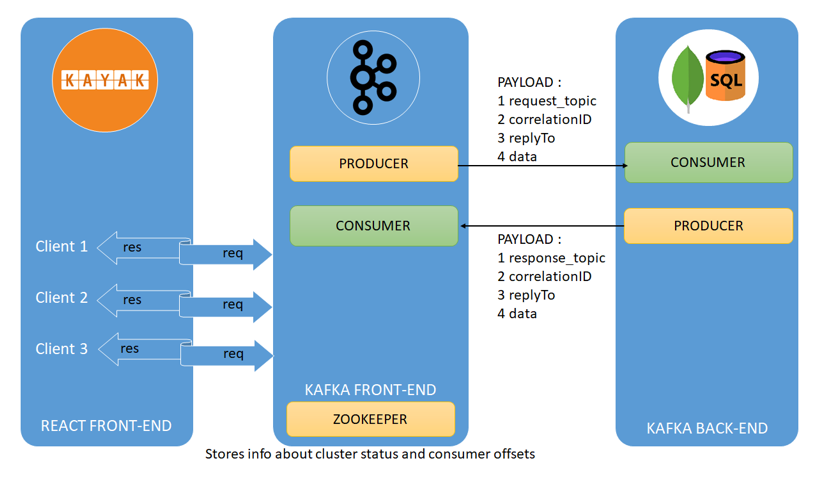 KAYAK
SQL
PAYLOAD :
1 request_topic
2 correlationID
3 replyTo
4 data
PRODUCER
CONSUMER
CONSUMER
PRODUCER
PAYLOAD :
1 response_topic
2 correlationID
3 replyTo
4 data
Client 1
res
req
Client 2
res
req
Client 3
res
req
KAFKA FRONT-END
ZOOKEEPER
REACT FRONT-END
KAFKA BACK-END
Stores info about cluster status and consumer offsets